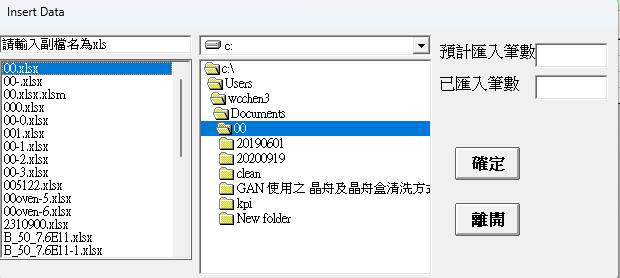 Insert Data
請輸入副檔名為xls
00.xlsx
00-.xlsx
00.xlsx.xlsm
000.xlsx
00-0.xlsx
001.xlsx
00-1.xlsx
00-2.xlsx
00-3.xlsx
005122.xlsx
00oven-5.xlsx
00oven-6.xlsx
2310900.xlsx
B_50_7.6E11.xlsx
B_50_7.6E11-1.xlsx
c:
c:\
Users
wcchen3
Documents
00
20190601
20200919
clean
GAN 使用之 晶舟及晶舟盒清洗方式
kpi
New folder
預計匯入筆數
已匯入筆數
確定
離開